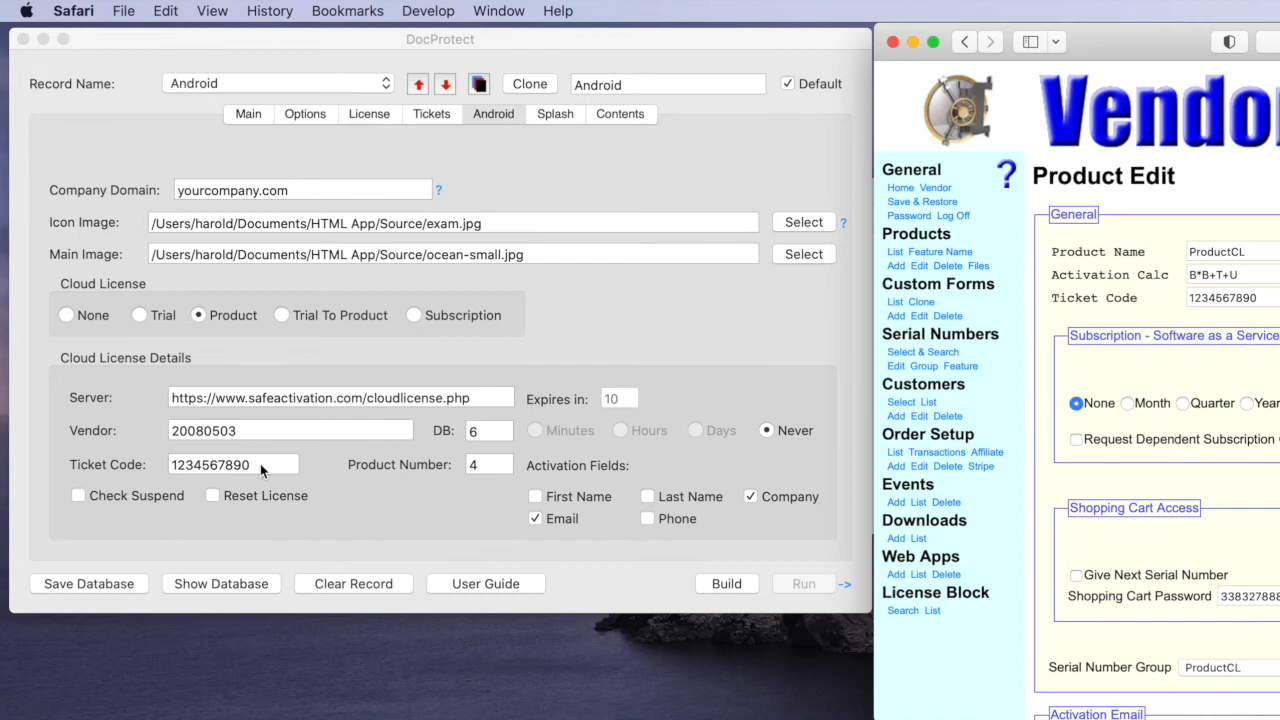 Safari File Edit View History Bookmarks Develop Window Help
DocProtect
Record Name: Android Clone Android Default
Main Options License Tickets Android Splash Contents
Company Domain: yourcompany.com ?
Icon Image: /Users/harold/Documents/HTML App/Source/exam.jpg Select ?
Main Image: /Users/harold/Documents/HTML App/Source/ocean-small.jpg Select
Cloud License
None Trial Product Trial To Product Subscription
Cloud License Details
Server: https://www.safeactivation.com/cloudlicense.php Expires in: 10
Vendor: 20080503 DB: 6 Minutes Hours Days Never
Ticket Code: 1234567890 Product Number: 4 Activation Fields:
Check Suspend Reset License First Name Last Name Company
Email Phone
Save Database Show Database Clear Record User Guide Build Run ->
Vendo
General ?
Home Vendor
Save & Restore
Password Log Off
Products
List Feature Name
Add Edit Delete Files
Custom Forms
List Clone
Add Edit Delete
Serial Numbers
Select & Search
Edit Group Feature
Customers
Select List
Add Edit Delete
Order Setup
List Transactions Affiliate
Add Edit Delete Stripe
Events
Add List Delete
Downloads
Add List
Web Apps
Add List Delete
License Block
Search List
Product Edit
General
Product Name ProductCL
Activation Calc B*B+T+U
Ticket Code 1234567890
Subscription - Software as a Service
None Month Quarter Year
Request Dependent Subscription
Shopping Cart Access
Give Next Serial Number
Shopping Cart Password 338327888
Serial Number Group ProductCL
Activation Email